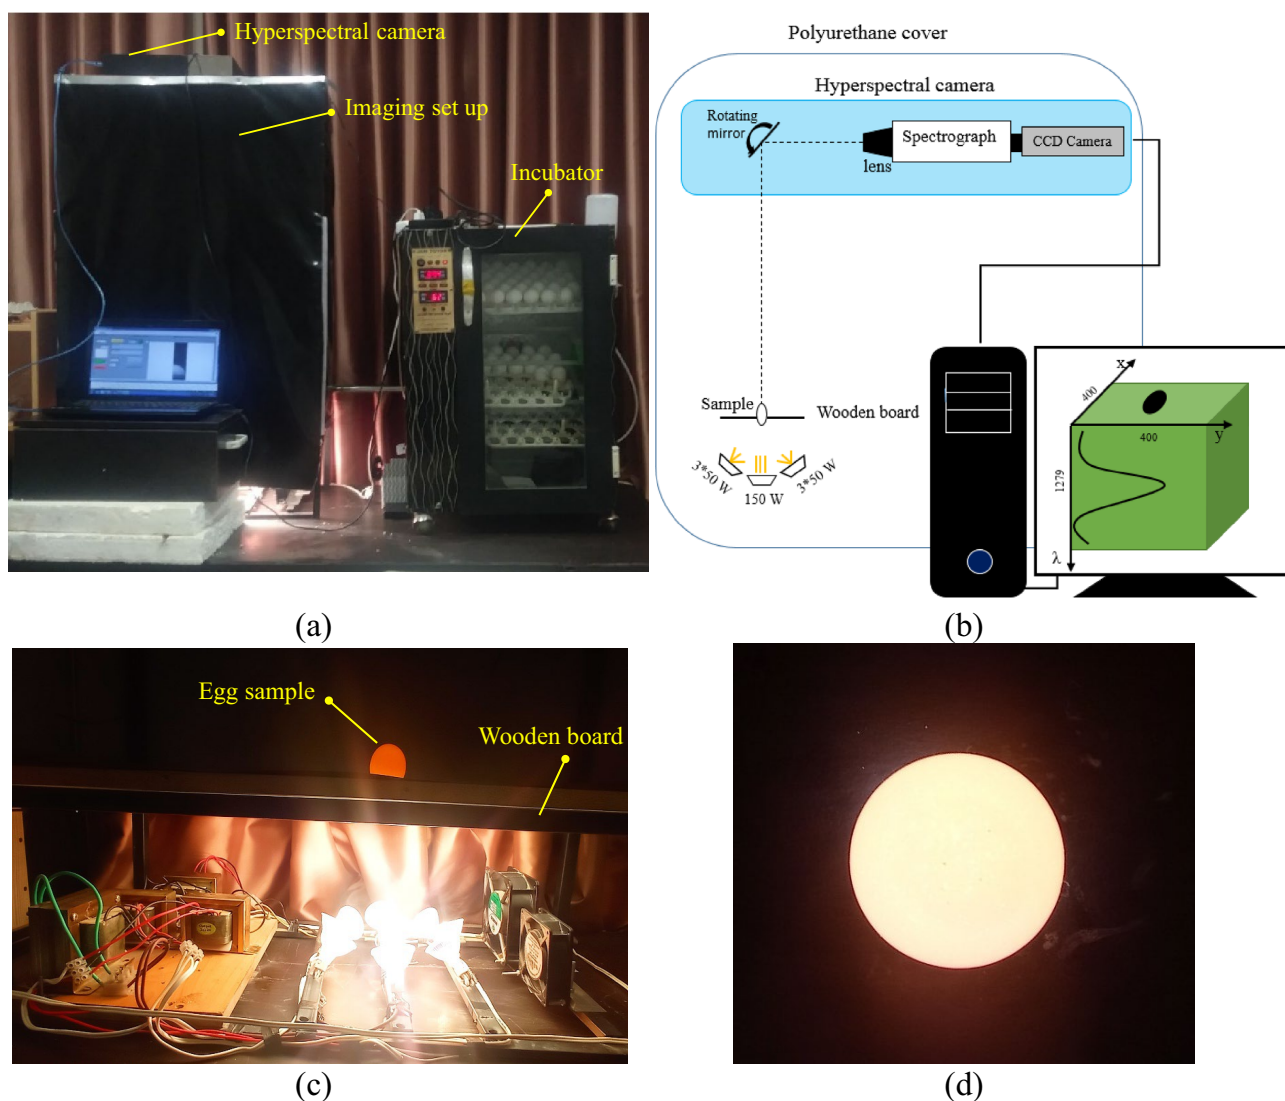 Hyperspectral camera
Imaging set up
Incubator
(a)
Polyurethane cover
Hyperspectral camera
Rotating
mirror
lens
Spectrograph
CCD Camera
Sample
Wooden board
3*50 W
150 W
3*50 W
x
400
400
y
1279
λ
(b)
Egg sample
Wooden board
(c)
(d)